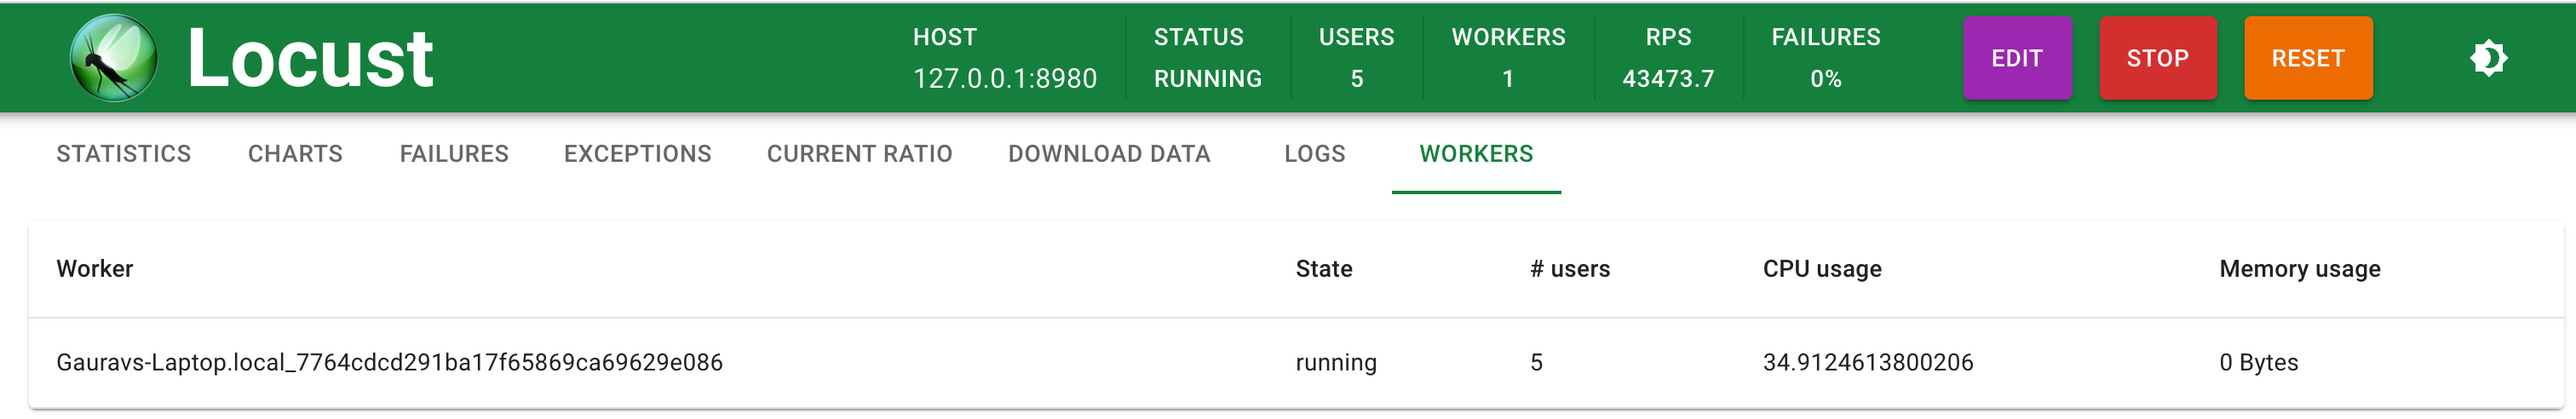 Locust
HOST
127.0.0.1:8980
STATUS
RUNNING
USERS
5
WORKERS
1
RPS
43473.7
FAILURES
0%
EDIT
STOP
RESET
STATISTICS CHARTS FAILURES EXCEPTIONS CURRENT RATIO DOWNLOAD DATA LOGS WORKERS
Worker State # users CPU usage Memory usage
Gauravs-Laptop.local_7764cdcd291ba17f65869ca69629e086 running 5 34.9124613800206 0 Bytes